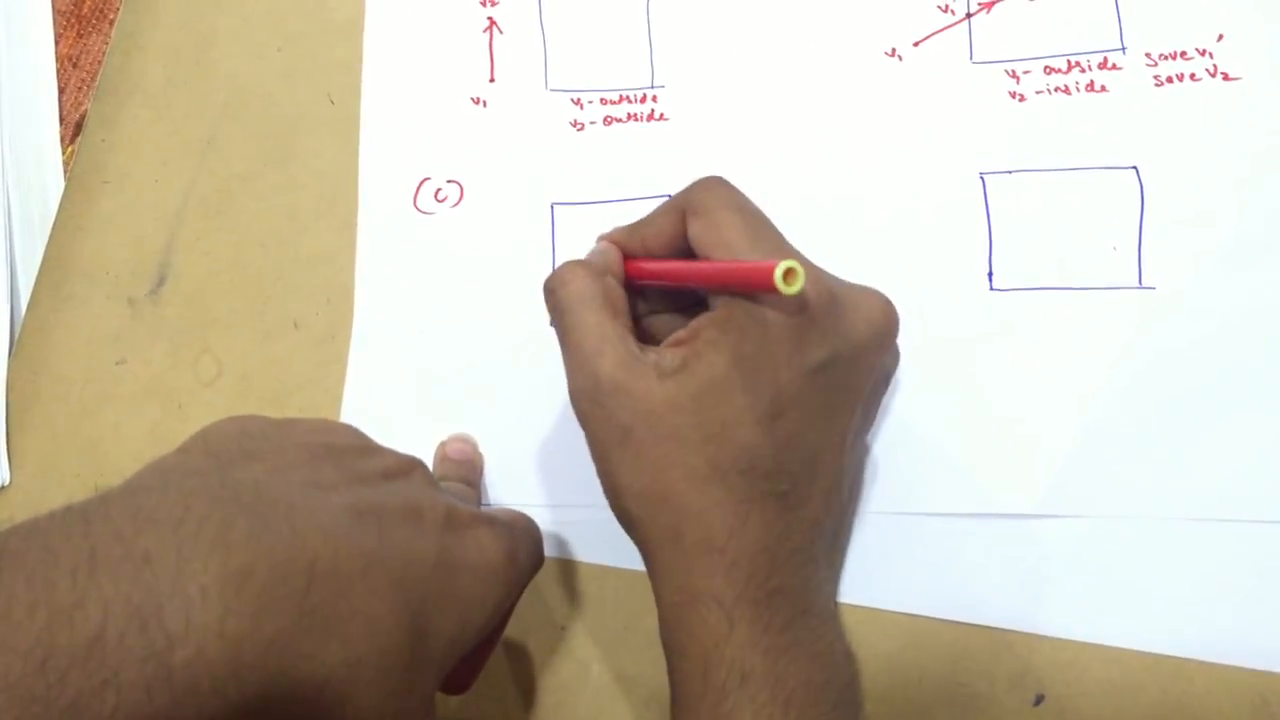 v2
v1
v1-outside
v2-outside
v1'
v1
v1- outside save v1'
v2 -inside save v2
(c)